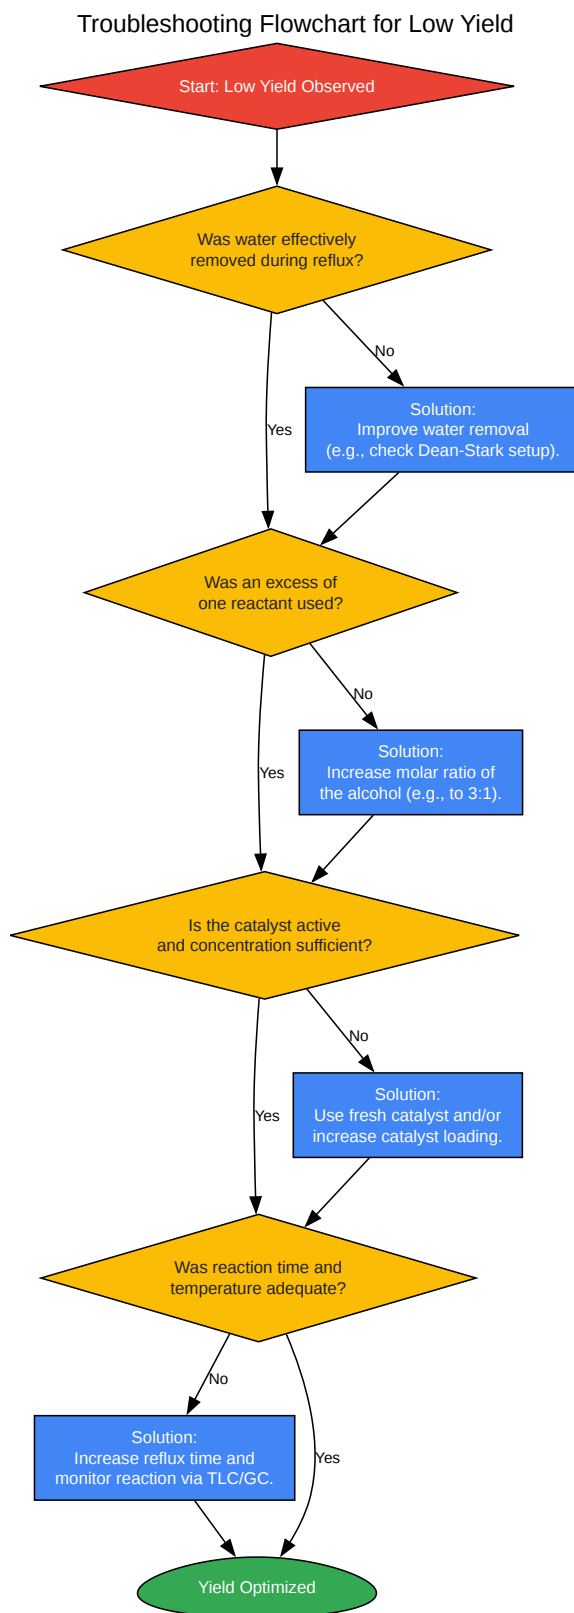 Troubleshooting Flowchart for Low Yield
Start: Low Yield Observed
Was water effectively
removed during reflux?
No
Solution:
Improve water removal
(e.g., check Dean-Stark setup).
Yes
Was an excess of
one reactant used?
No
Solution:
Increase molar ratio of
the alcohol (e.g., to 3:1).
Yes
Is the catalyst active
and concentration sufficient?
No
Solution:
Use fresh catalyst and/or
increase catalyst loading.
Yes
Was reaction time and
temperature adequate?
No
Solution:
Increase reflux time and
monitor reaction via TLC/GC.
Yes
Yield Optimized